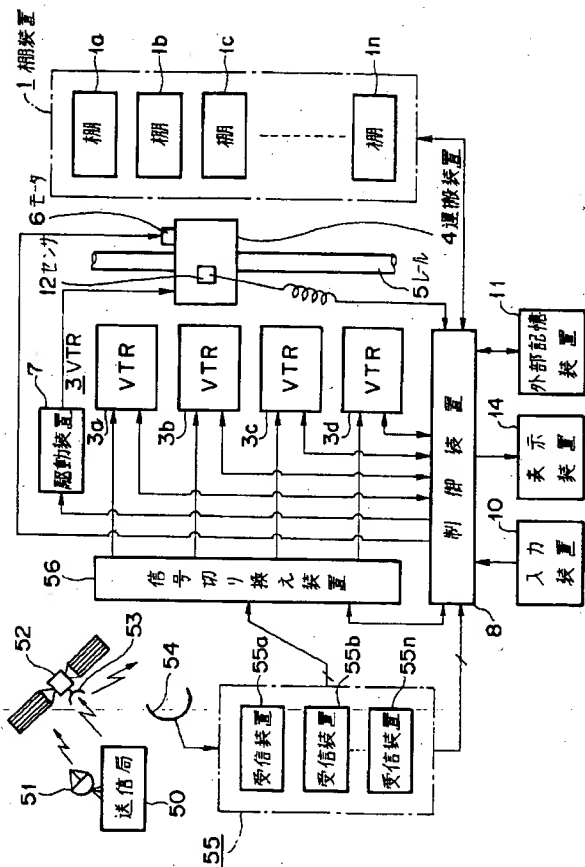 1 棚装置
1a
棚
1b
棚
1c
棚
1n
棚
6 モータ
12 センサ
4 運搬装置
5 レール
7
駆動装置
3 VTR
VTR
3a
VTR
3b
VTR
3c
VTR
3d
制御装置
8
11
外部記憶装置
14
表示装置
10
入力装置
56
信号切り換え装置
52
53
54
51
送信局
50
55a
受信装置
55b
受信装置
55n
受信装置
55